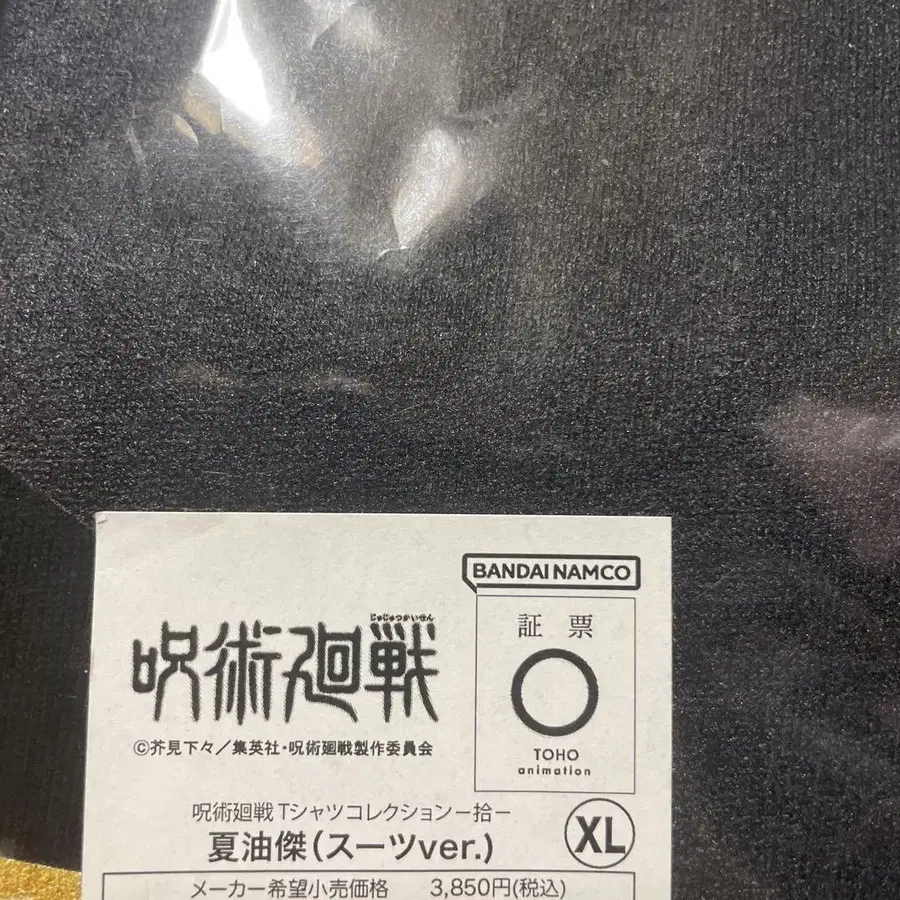 BANDAI NAMCO
証票
TOHO
animation
じゅじゅつかいせん
呪術廻戦
©芥見下々/集英社・呪術廻戦製作委員会
呪術廻戦 Tシャツコレクションー拾ー
夏油傑(スーツver.)
XL
メーカー希望小売価格 3,850円(税込)